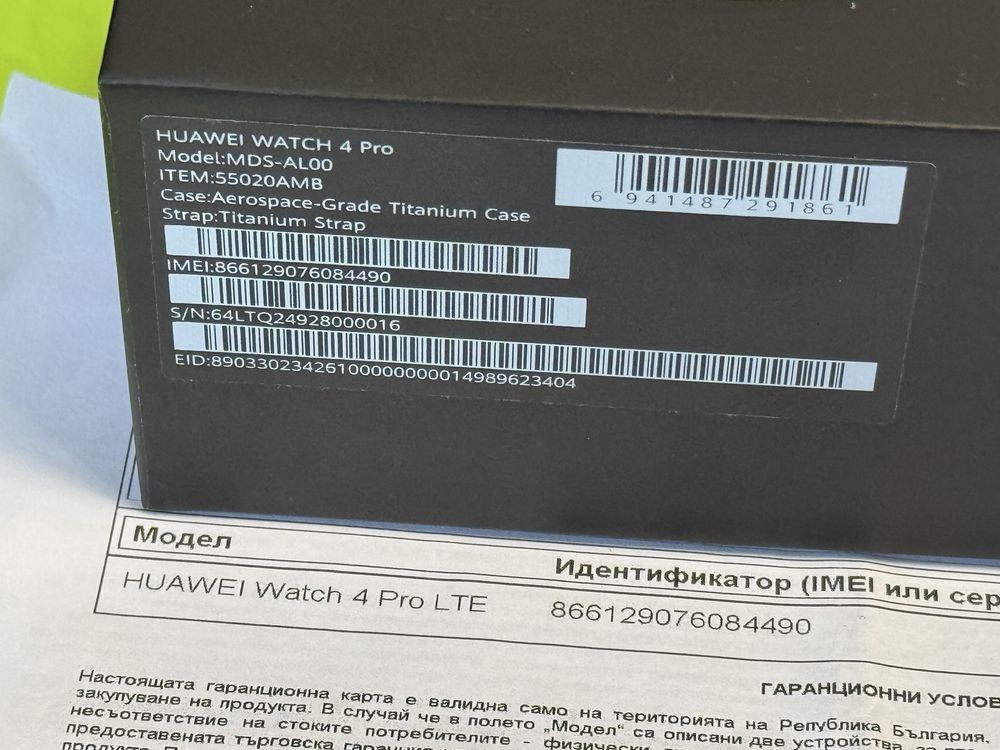 HUAWEI WATCH 4 Pro
Model:MDS-AL00
ITEM:55020AMB
Case:Aerospace-Grade Titanium Case
Strap:Titanium Strap
6 941487 291861
IMEI:866129076084490
S/N:64LTQ24928000016
EID:89033023426100000000014989623404
Модел
Идентификатор (IMEI или сер
HUAWEI Watch 4 Pro LTE
866129076084490
ГАРАНЦИОННИ УСЛОВ
Настоящата гаранционна карта е валидна само на територията на Република България.
закупуване на продукта. В случай че в полето „Модел“ са описани две устройства
несъответствие на стоките потребителите - физически
предоставената търговска гаранция